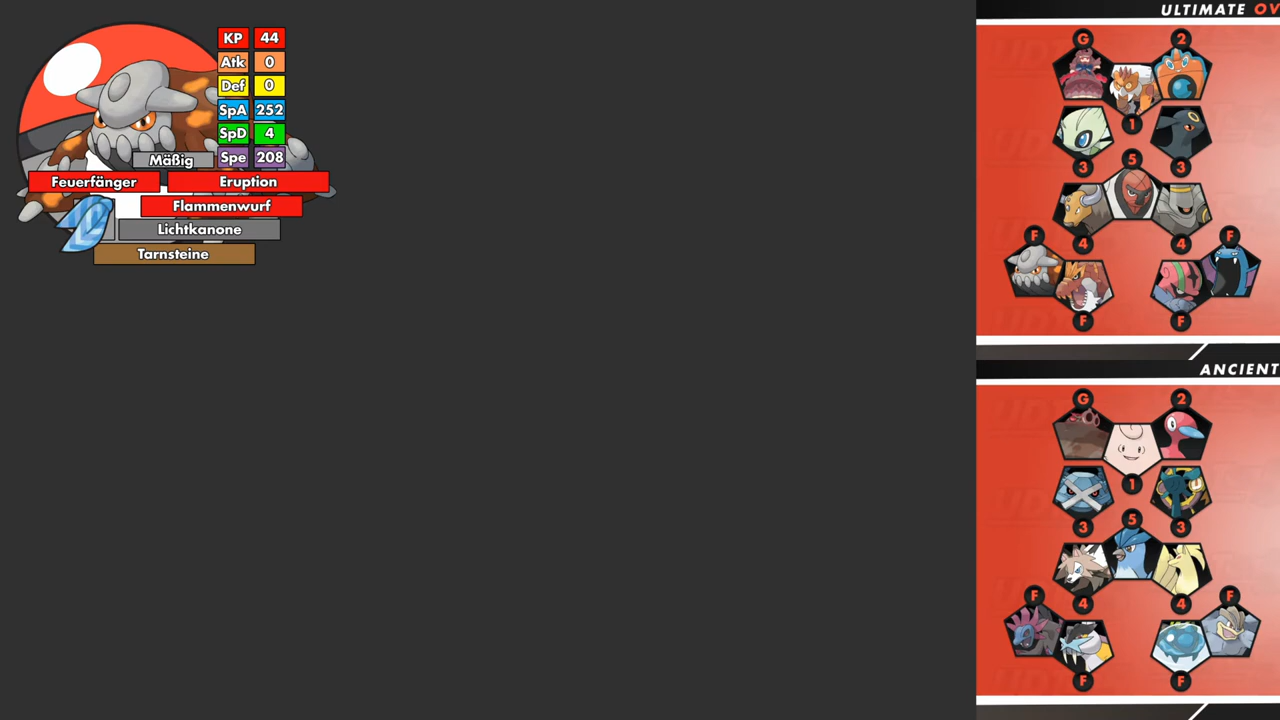 KP 44
Atk 0
Def 0
SpA 252
SpD 4
Mäßig Spe 208
Feuerfänger Eruption
Flammenwurf
Lichtkanone
Tarnsteine
ULTIMATE OV
G 2
1
3 5 3
4 4
F F
F F
ANCIENT
G 2
1
3 5 3
4 4
F F
F F